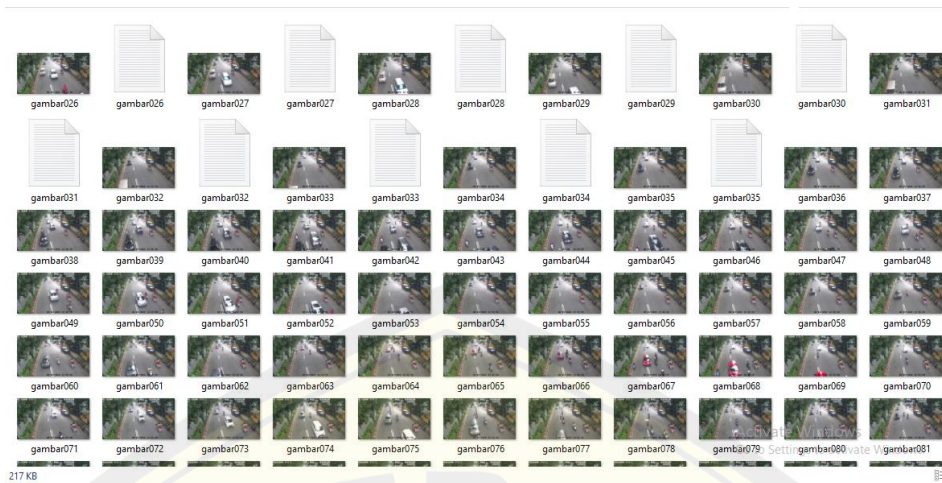 gambar026 gambar026 gambar027 gambar027 gambar028 gambar028 gambar029 gambar029 gambar030 gambar030 gambar031
gambar031 gambar032 gambar032 gambar033 gambar033 gambar034 gambar034 gambar035 gambar035 gambar036 gambar037
gambar038 gambar039 gambar040 gambar041 gambar042 gambar043 gambar044 gambar045 gambar046 gambar047 gambar048
gambar049 gambar050 gambar051 gambar052 gambar053 gambar054 gambar055 gambar056 gambar057 gambar058 gambar059
gambar060 gambar061 gambar062 gambar063 gambar064 gambar065 gambar066 gambar067 gambar068 gambar069 gambar070
Activate Windows
gambar071 gambar072 gambar073 gambar074 gambar075 gambar076 gambar077 gambar078 gambar079 gambar080 gambar081
217 KB